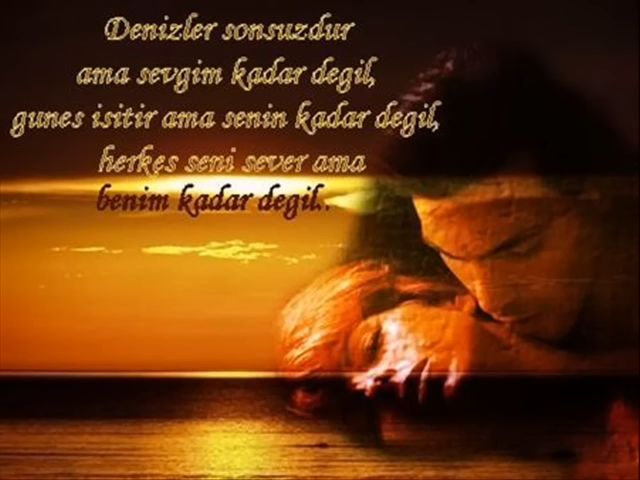 Denizler sonsuzdur
ama sevgim kadar degil,
gunes isitir ama senin kadar degil,
herkes seni sever ama
benim kadar degil..